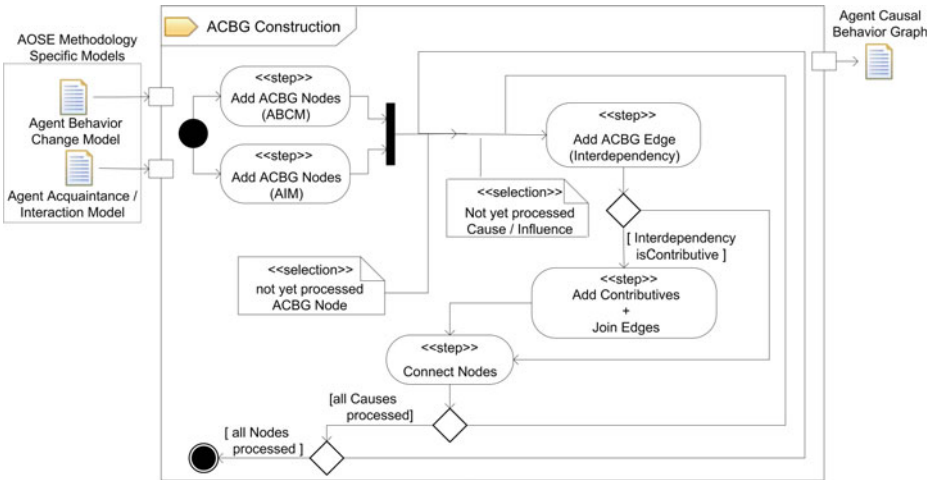 ACBG Construction
AOSE Methodology
Specific Models
Agent Behavior
Change Model
Agent Acquaintance /
Interaction Model
Agent Causal
Behavior Graph
<<step>>
Add ACBG Nodes
(ABCM)
<<step>>
Add ACBG Nodes
(AIM)
<<step>>
Add ACBG Edge
(Interdependency)
<<selection>>
Not yet processed
Cause / Influence
[ Interdependency
isContributive ]
<<selection>>
not yet processed
ACBG Node
<<step>>
Add Contributives
+
Join Edges
<<step>>
Connect Nodes
[all Causes
processed]
[ all Nodes
processed ]